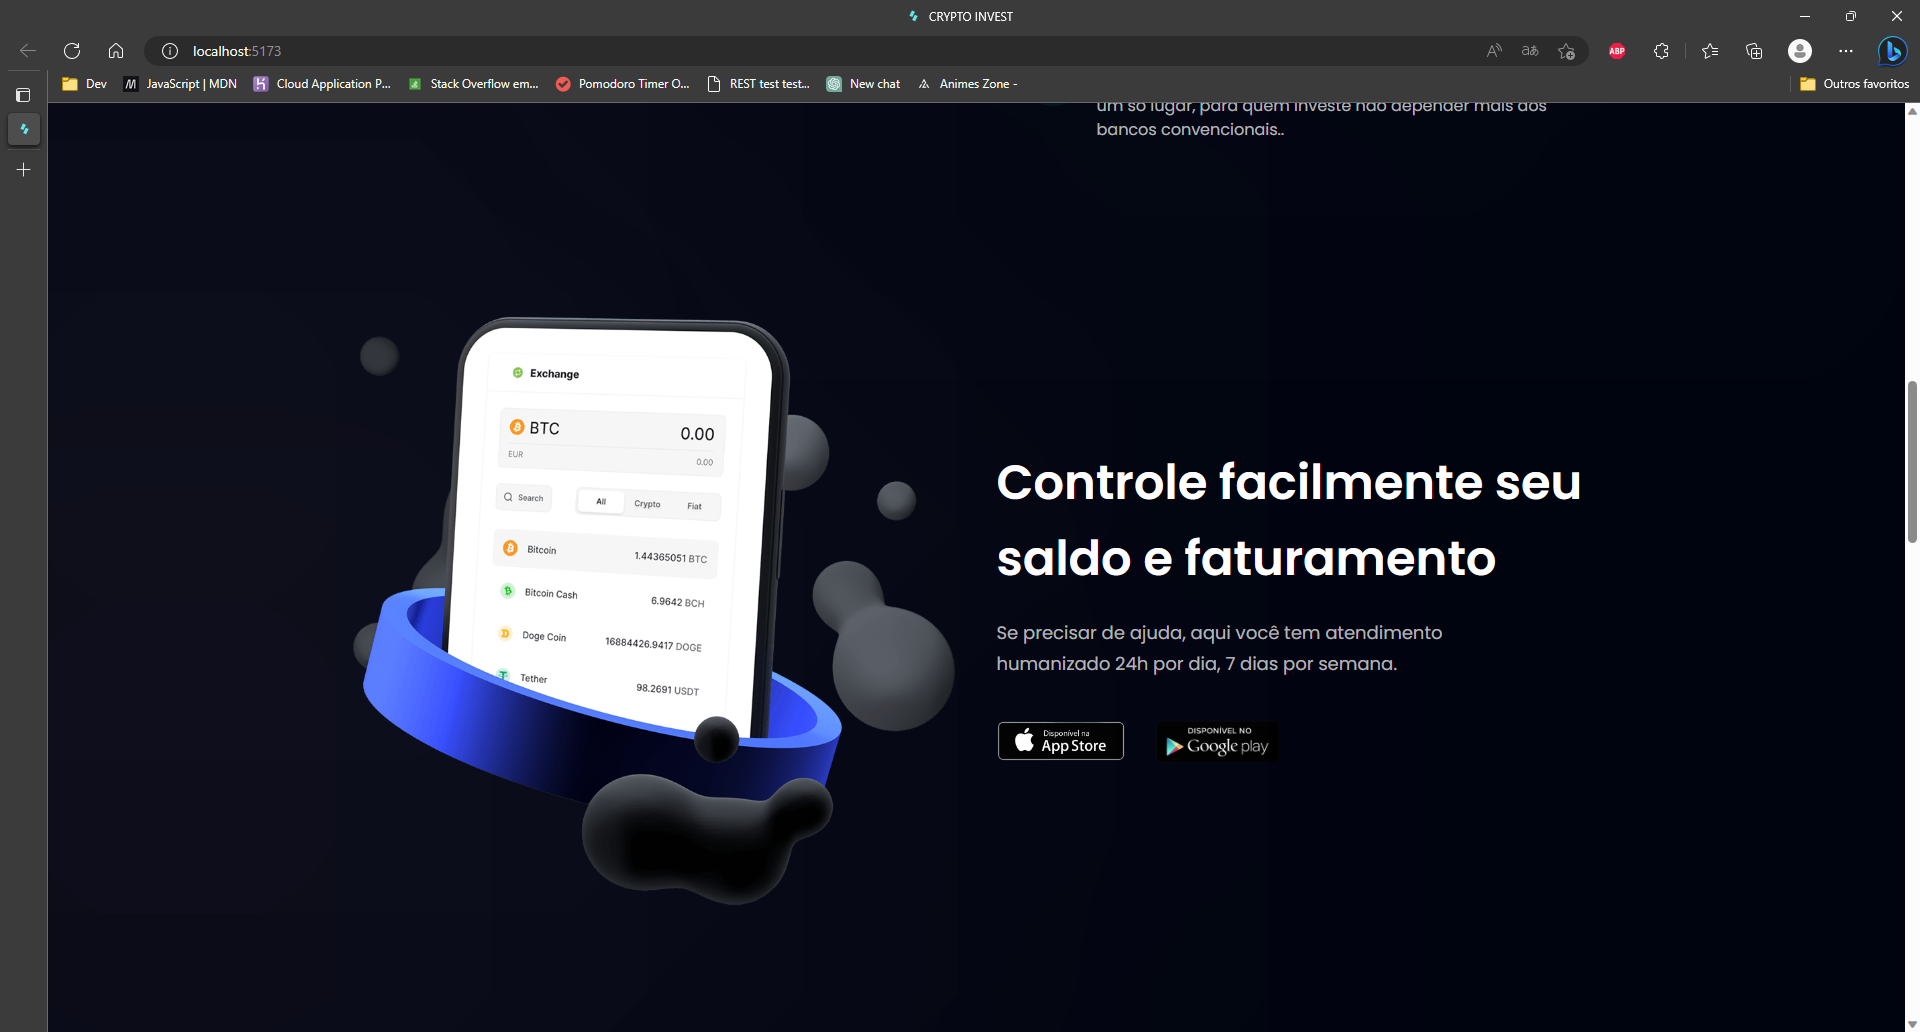 CRYPTO INVEST
localhost:5173
ABP
Dev
JavaScript | MDN
Cloud Application P...
Stack Overflow em...
Pomodoro Timer O...
REST test test...
New chat
Animes Zone -
Outros favoritos
um só lugar, para quem investe não depender mais dos
bancos convencionais..
Exchange
BTC 0.00
EUR 0.00
Search
All
Crypto
Fiat
Bitcoin 1.44365051 BTC
Bitcoin Cash 6.9642 BCH
Doge Coin 16884426.9417 DOGE
Tether 98.2691 USDT
Controle facilmente seu
saldo e faturamento
Se precisar de ajuda, aqui você tem atendimento
humanizado 24h por dia, 7 dias por semana.
Disponível na
App Store
DISPONÍVEL NO
Google play